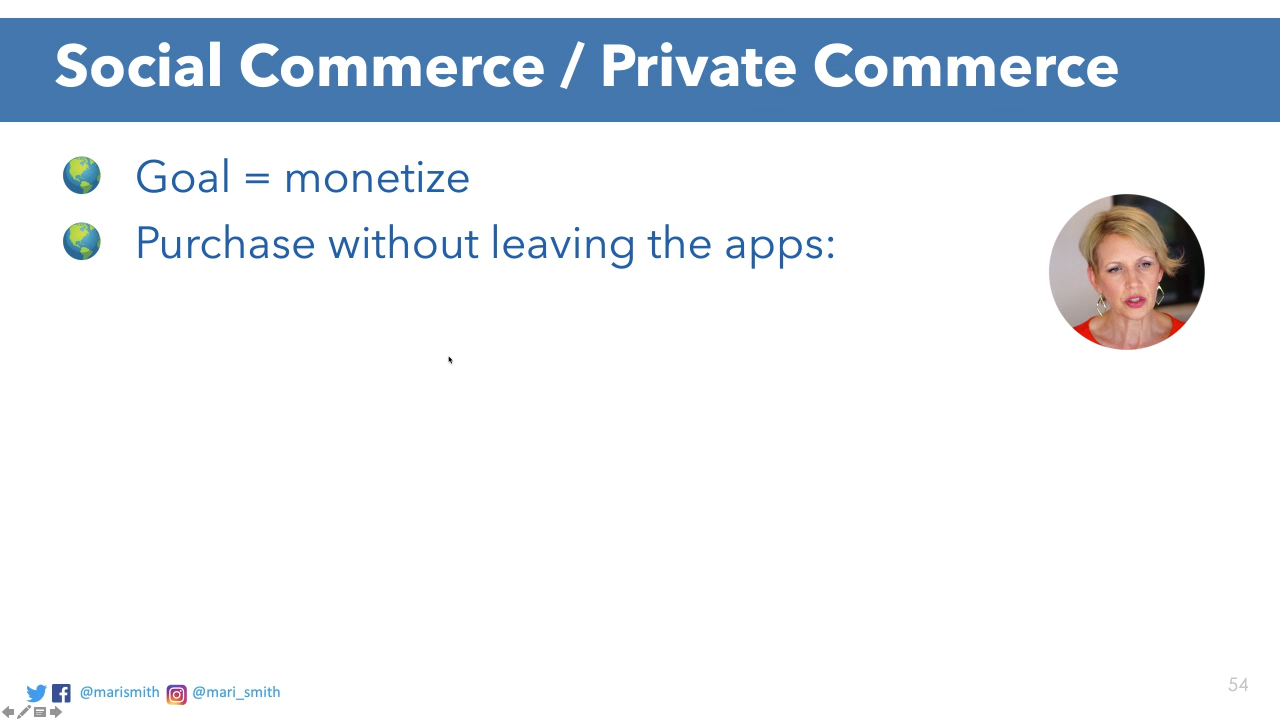 Social Commerce / Private Commerce
Goal = monetize
Purchase without leaving the apps:
@marismith @mari_smith
54